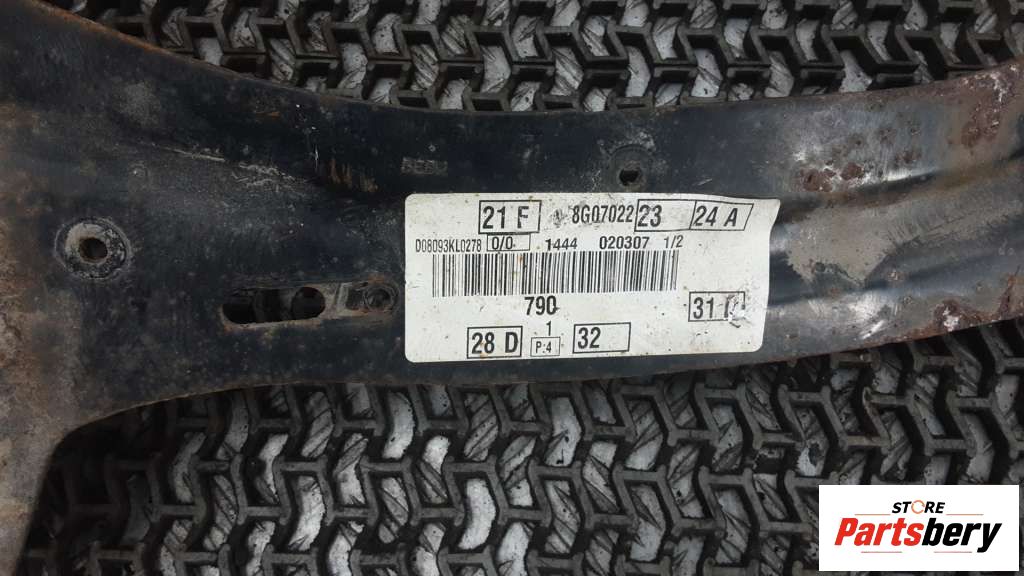 21 F 8G07022 23 24 A
D08093KL0278 0/0 1444 020307 1/2
790
31
1
28 D P:4 32
STORE
Partsbery